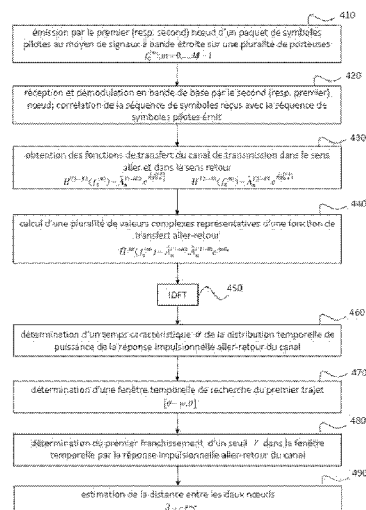 410
émission par le premier (resp. second) nœud d'un paquet de symboles
pilotes au moyen de signaux à bande étroite sur une pluralité de porteuses
420
réception et démodulation en bande de base par le second (resp. premier)
nœud; corrélation de la séquence de symboles reçus avec la séquence de
symboles pilotes émis
430
obtention des fonctions de transfert du canal de transmission dans le sens
aller et dans le sens retour
440
calcul d'une pluralité de valeurs complexes représentatives d'une fonction de
transfert aller-retour
IDFT
450
460
détermination d'un temps caractéristique θ de la distribution temporelle de
puissance de la réponse impulsionnelle aller-retour du canal
470
détermination d'une fenêtre temporelle de recherche du premier trajet
[θ − w, θ]
480
détermination du premier franchissement, d'un seuil γ dans la fenêtre
temporelle par la réponse impulsionnelle aller-retour du canal
490
estimation de la distance entre les deux nœuds